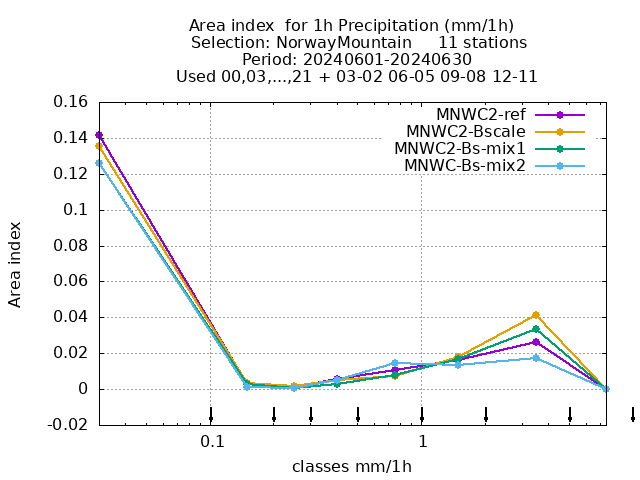 Area index  for 1h Precipitation (mm/1h)
Selection: NorwayMountain     11 stations
Period: 20240601-20240630
Used 00,03,...,21 + 03-02 06-05 09-08 12-11
MNWC2-ref
MNWC2-Bscale
MNWC2-Bs-mix1
MNWC-Bs-mix2
Area index
0.16
0.14
0.12
0.1
0.08
0.06
0.04
0.02
0
-0.02
0.1 1
classes mm/1h